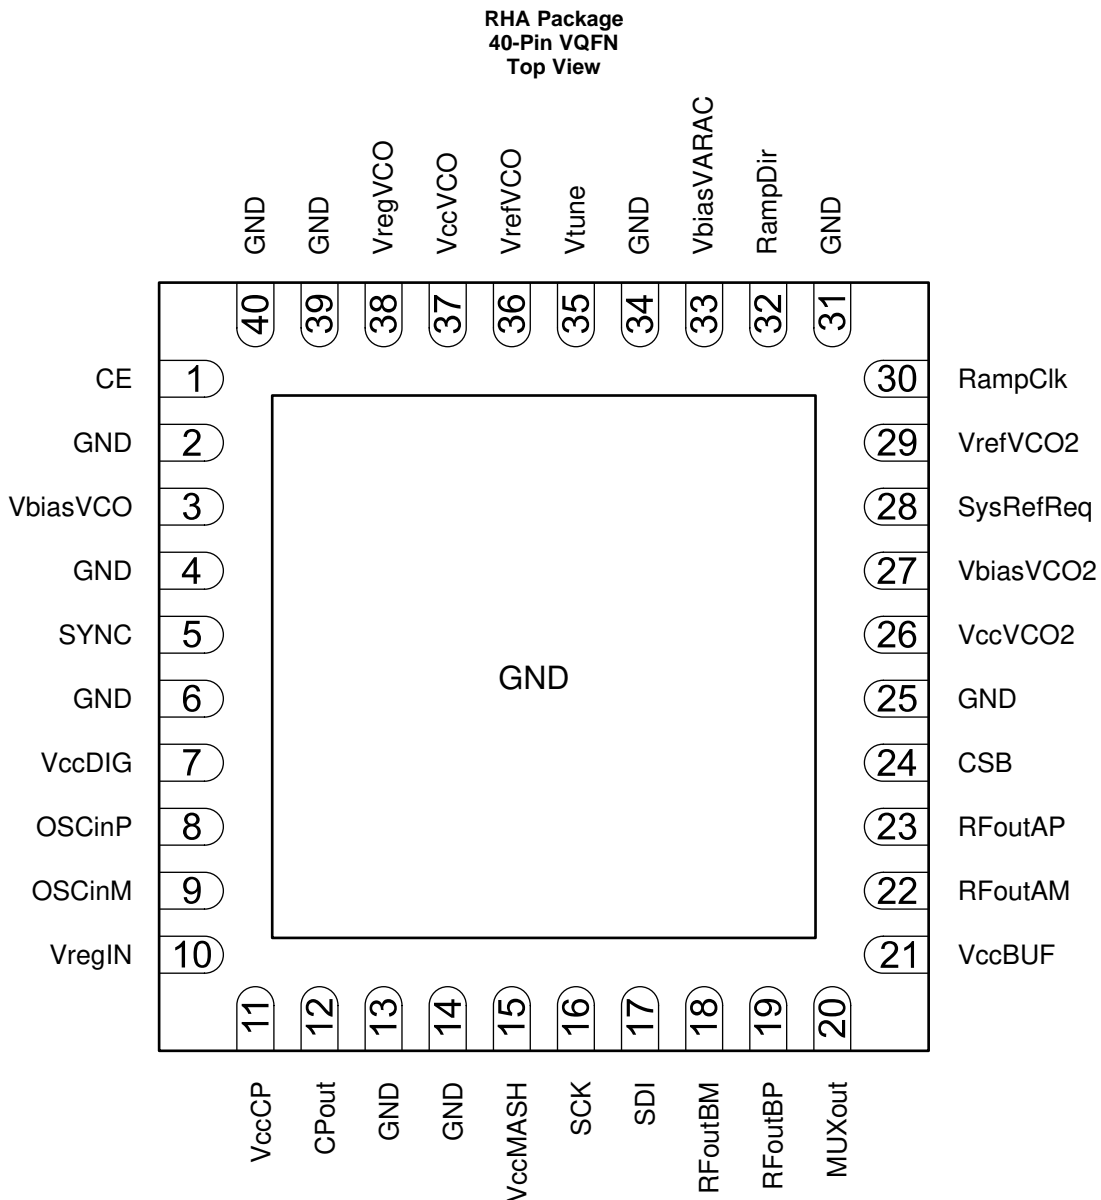 RHA Package
40-Pin VQFN
Top View
GND
GND
VregVCO
VccVCO
VrefVCO
Vtune
GND
VbiasVARAC
RampDir
GND
40
39
38
37
36
35
34
33
32
31
CE
1
GND
2
VbiasVCO
3
GND
4
SYNC
5
GND
6
VccDIG
7
OSCinP
8
OSCinM
9
VregIN
10
GND
30
RampClk
29
VrefVCO2
28
SysRefReq
27
VbiasVCO2
26
VccVCO2
25
GND
24
CSB
23
RFoutAP
22
RFoutAM
21
VccBUF
11
12
13
14
15
16
17
18
19
20
VccCP
CPout
GND
GND
VccMASH
SCK
SDI
RFoutBM
RFoutBP
MUXout